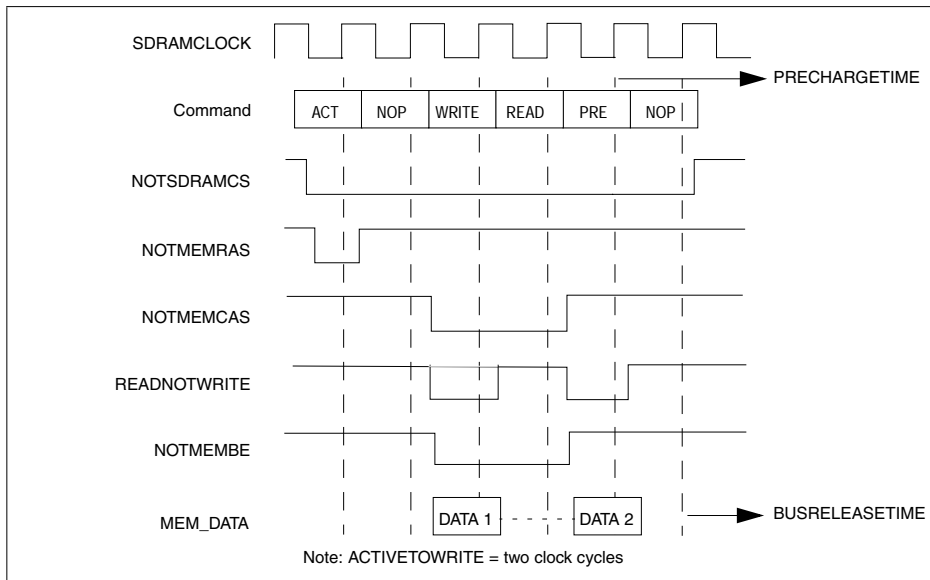 SDRAMCLOCK
PRECHARGETIME
Command ACT NOP WRITE READ PRE NOP
NOTSDRAMCS
NOTMEMRAS
NOTMEMCAS
READNOTWRITE
NOTMEMBE
MEM_DATA DATA 1 DATA 2 BUSRELEASETIME
Note: ACTIVETOWRITE = two clock cycles